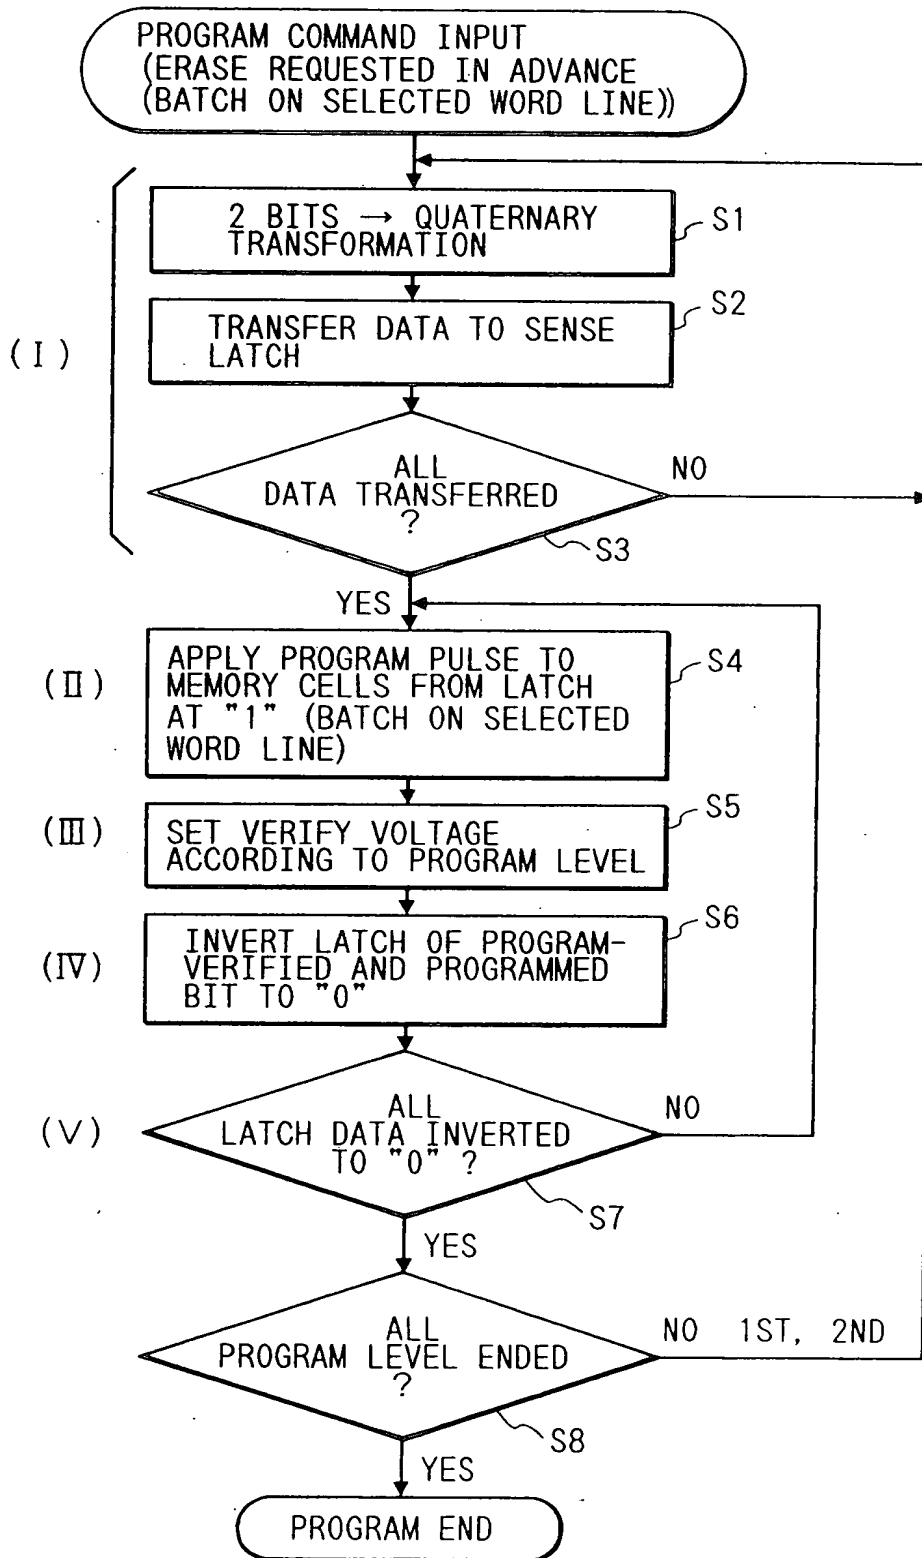 PROGRAM COMMAND INPUT
(ERASE REQUESTED IN ADVANCE
(BATCH ON SELECTED WORD LINE))
2 BITS → QUATERNARY
TRANSFORMATION
S1
TRANSFER DATA TO SENSE
LATCH
S2
(I)
ALL
DATA TRANSFERRED
?
NO
S3
YES
(II)
APPLY PROGRAM PULSE TO
MEMORY CELLS FROM LATCH
AT "1" (BATCH ON SELECTED
WORD LINE)
S4
(III)
SET VERIFY VOLTAGE
ACCORDING TO PROGRAM LEVEL
S5
(IV)
INVERT LATCH OF PROGRAM-
VERIFIED AND PROGRAMMED
BIT TO "0"
S6
(V)
ALL
LATCH DATA INVERTED
TO "0" ?
NO
S7
YES
ALL
PROGRAM LEVEL ENDED
?
NO 1ST, 2ND
S8
YES
PROGRAM END